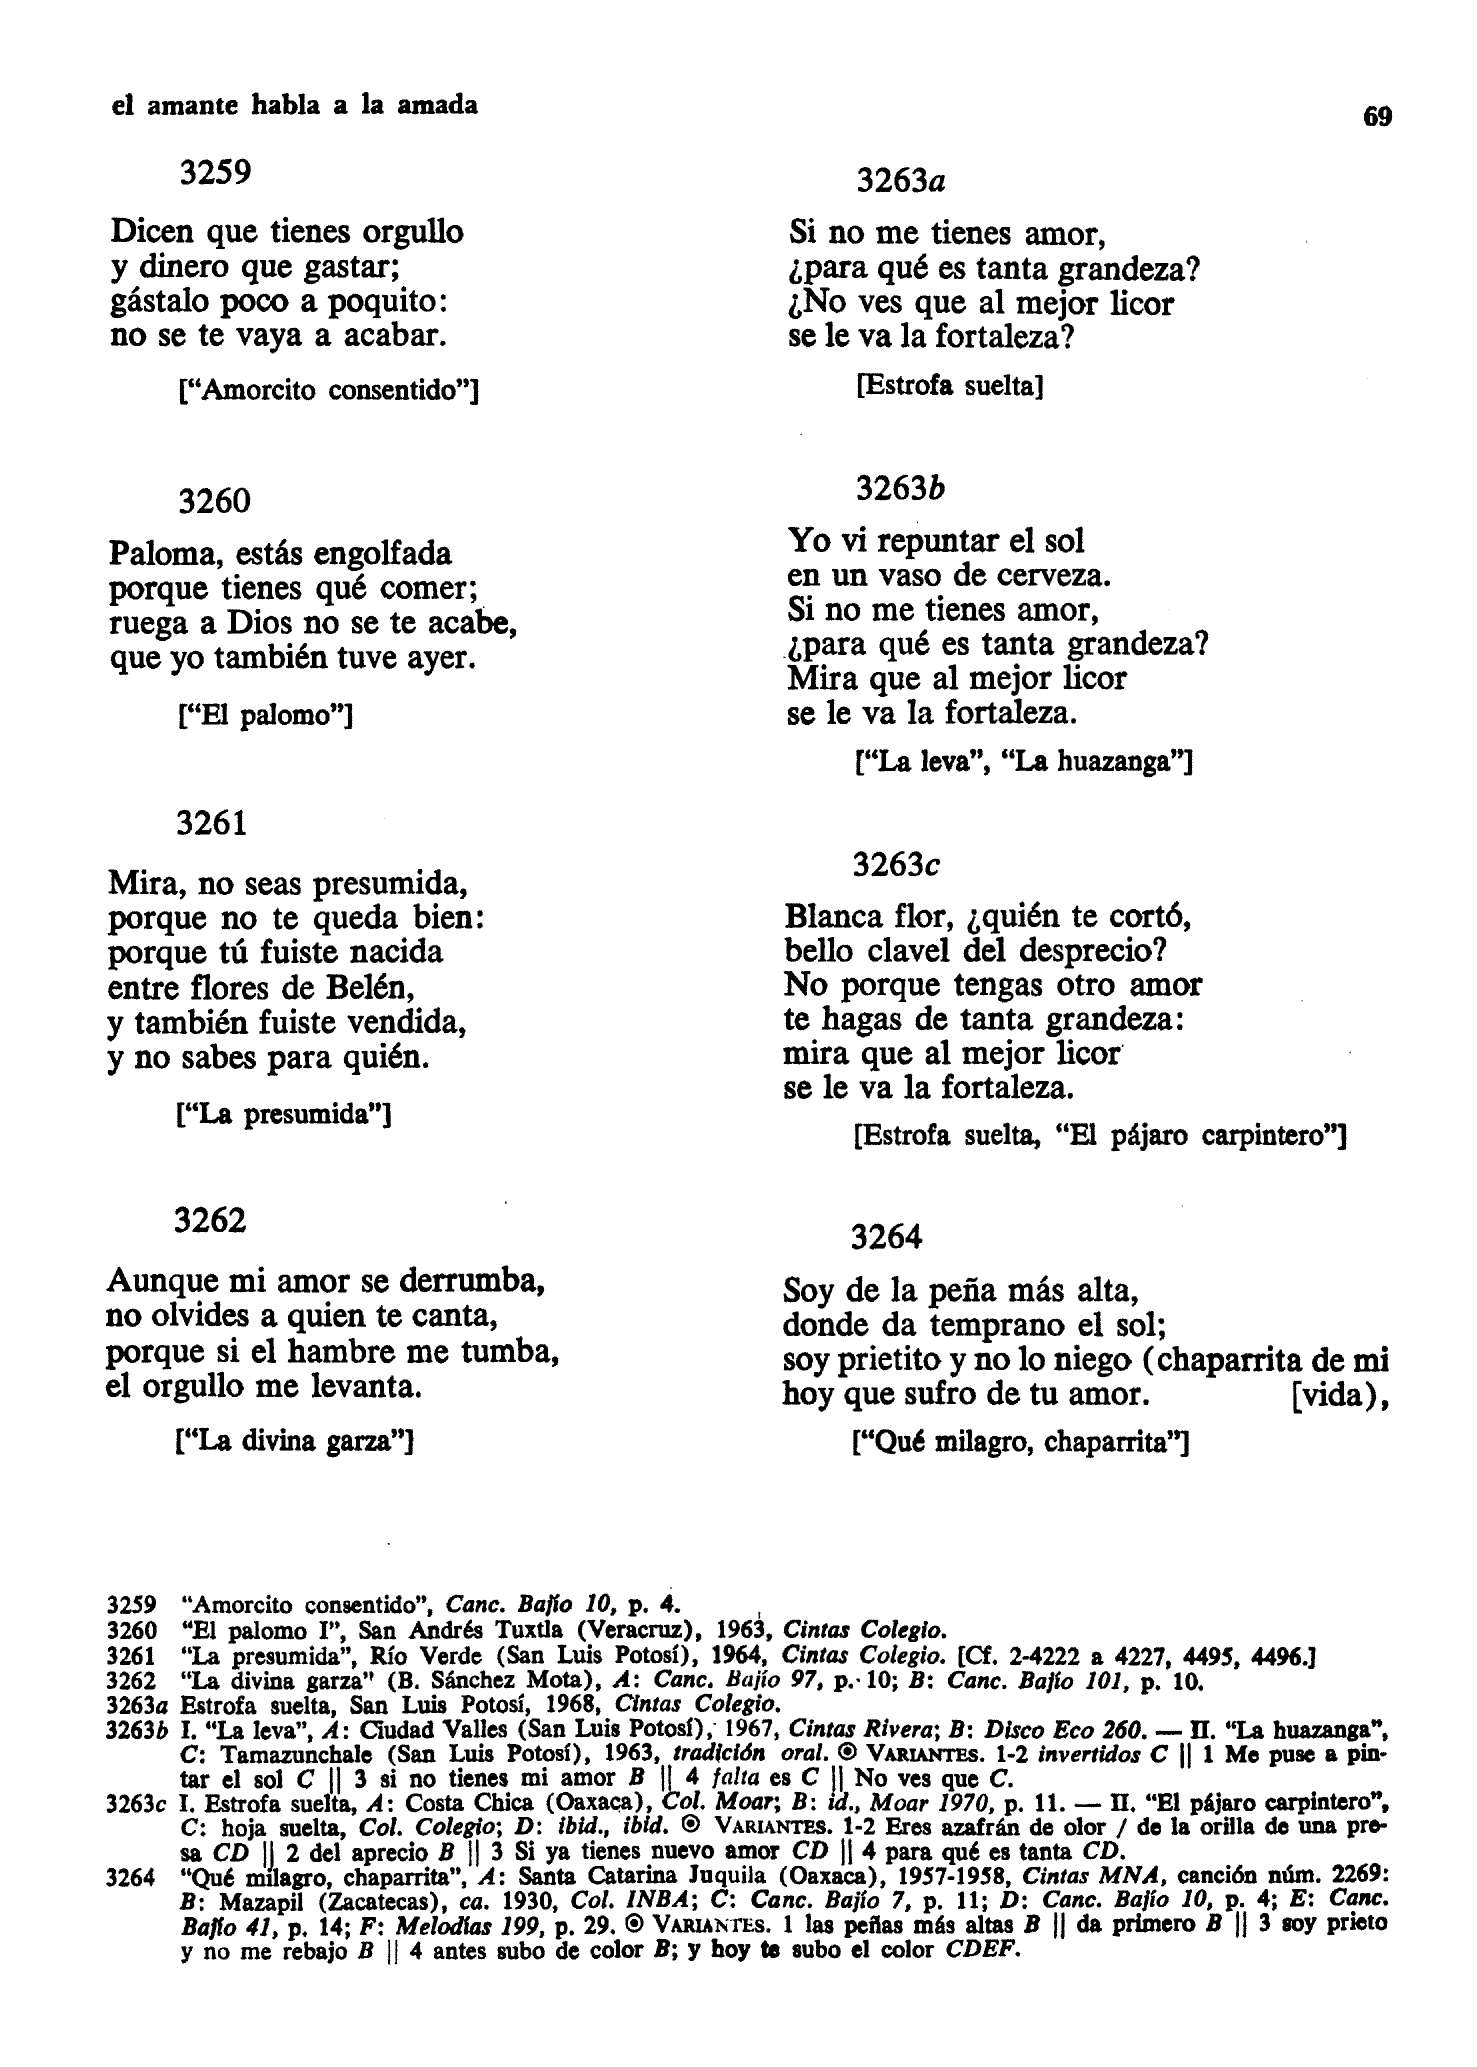 el amante habla a la amada
69
3259
Dicen que tienes orgullo
y dinero que gastar;
gástalo poco a poquito:
no se te vaya a acabar.
[“Amorcito consentido”]
3260
Paloma, estás engolfada
porque tienes qué comer;
ruega a Dios no se te acabe,
que yo también tuve ayer.
[“El palomo”]
3261
Mira, no seas presumida,
porque no te queda bien:
porque tú fuiste nacida
entre flores de Belén,
y también fuiste vendida,
y no sabes para quién.
[“La presumida”]
3262
Aunque mi amor se derrumba,
no olvides a quien te canta,
porque si el hambre me tumba,
el orgullo me levanta.
[“La divina garza”]
3263a
Si no me tienes amor,
¿para qué es tanta grandeza?
¿No ves que al mejor licor
se le va la fortaleza?
[Estrofa suelta]
3263b
Yo vi repuntar el sol
en un vaso de cerveza.
Si no me tienes amor,
¿para qué es tanta grandeza?
Mira que al mejor licor
se le va la fortaleza.
[“La leva”, “La huazanga”]
3263c
Blanca flor, ¿quién te cortó,
bello clavel del desprecio?
No porque tengas otro amor
te hagas de tanta grandeza:
mira que al mejor licor
se le va la fortaleza.
[Estrofa suelta, “El pájaro carpintero”]
3264
Soy de la peña más alta,
donde da temprano el sol;
soy prietito y no lo niego (chaparrita de mi
hoy que sufro de tu amor. [vida),
[“Qué milagro, chaparrita”]
3259 “Amorcito consentido”, Canc. Bajío 10, p. 4.
3260 “El palomo I”, San Andrés Tuxtla (Veracruz), 1963, Cintas Colegio.
3261 “La presumida”, Río Verde (San Luis Potosí), 1964, Cintas Colegio. [Cf. 2-4222 a 4227, 4495, 4496.]
3262 “La divina garza” (B. Sánchez Mota), A: Canc. Bajío 97, p. 10; B: Canc. Bajío 101, p. 10.
3263a Estrofa suelta, San Luis Potosí, 1968, Cintas Colegio.
3263b I. “La leva”, A: Ciudad Valles (San Luis Potosí), 1967, Cintas Rivera; B: Disco Eco 260. — II. “La huazanga”,
C: Tamazunchale (San Luis Potosí), 1963, tradición oral. ⊙ VARIANTES. 1-2 invertidos C || 1 Me puse a pin-
tar el sol C || 3 si no tienes mi amor B || 4 falta es C || No ves que C.
3263c I. Estrofa suelta, A: Costa Chica (Oaxaca), Col. Moar; B: id., Moar 1970, p. 11. — II. “El pájaro carpintero”,
C: hoja suelta, Col. Colegio; D: ibid., ibid. ⊙ VARIANTES. 1-2 Eres azafrán de olor / de la orilla de una pre-
sa CD || 2 del aprecio B || 3 Si ya tienes nuevo amor CD || 4 para qué es tanta CD.
3264 “Qué milagro, chaparrita”, A: Santa Catarina Juquila (Oaxaca), 1957-1958, Cintas MNA, canción núm. 2269:
B: Mazapil (Zacatecas), ca. 1930, Col. INBA; C: Canc. Bajío 7, p. 11; D: Canc. Bajío 10, p. 4; E: Canc.
Bajío 41, p. 14; F: Melodías 199, p. 29. ⊙ VARIANTES. 1 las peñas más altas B || da primero B || 3 soy prieto
y no me rebajo B || 4 antes subo de color B; y hoy te subo el color CDEF.